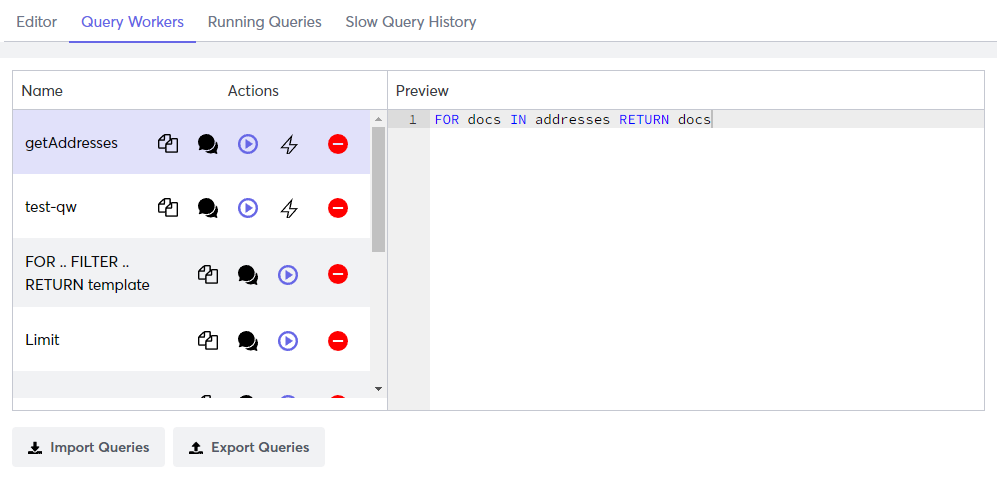 Editor Query Workers Running Queries Slow Query History
Name Actions Preview
getAddresses
1 FOR docs IN addresses RETURN docs
test-qw
FOR .. FILTER ..
RETURN template
Limit
Import Queries Export Queries